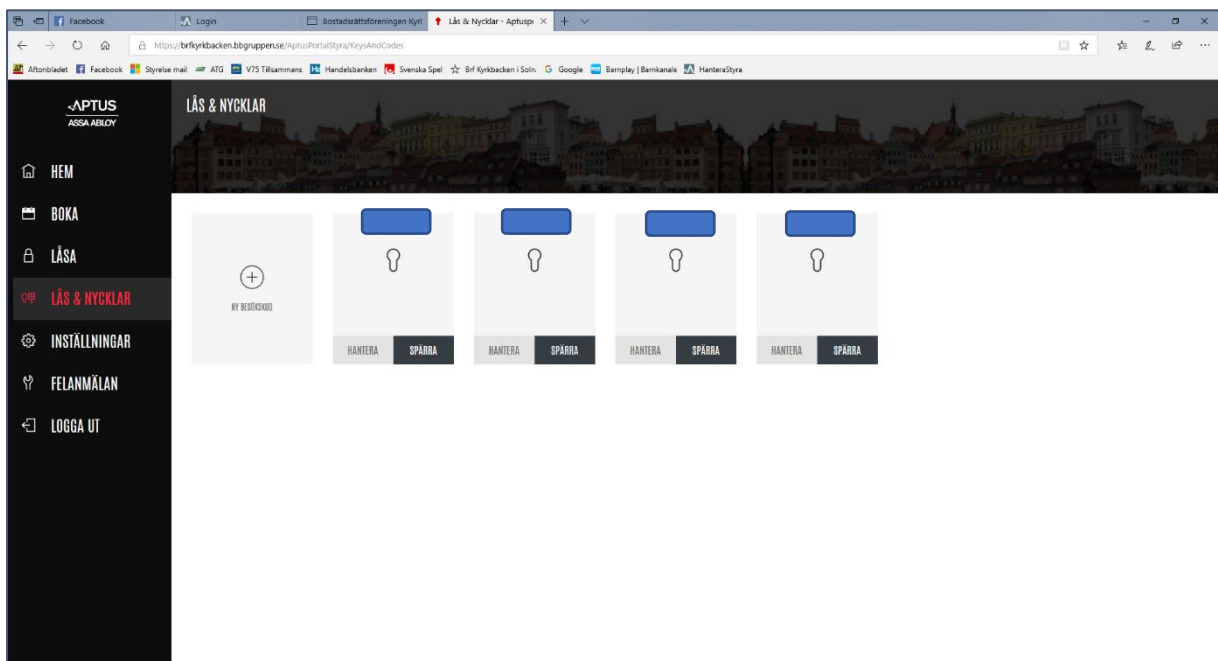 Facebook
Login
Bostadsrättsföreningen Kyrl
Lås & Nycklar - Aptuspo
https://brfkyrkbacken.bbgruppen.se/AptusPortalStyra/KeysAndCodes
Aftonbladet Facebook Styrelse mail ATG V75 Tillsammans Handelsbanken Svenska Spel Brf Kyrkbacken i Soln Google Barnplay | Barnkanale HanteraStyra
APTUS
ASSA ABLOY
LÅS & NYCKLAR
HEM
BOKA
LÅSA
LÅS & NYCKLAR
INSTÄLLNINGAR
FELANMÄLAN
LOGGA UT
NY BESÖKSKOD
HANTERA SPÄRRA HANTERA SPÄRRA HANTERA SPÄRRA HANTERA SPÄRRA